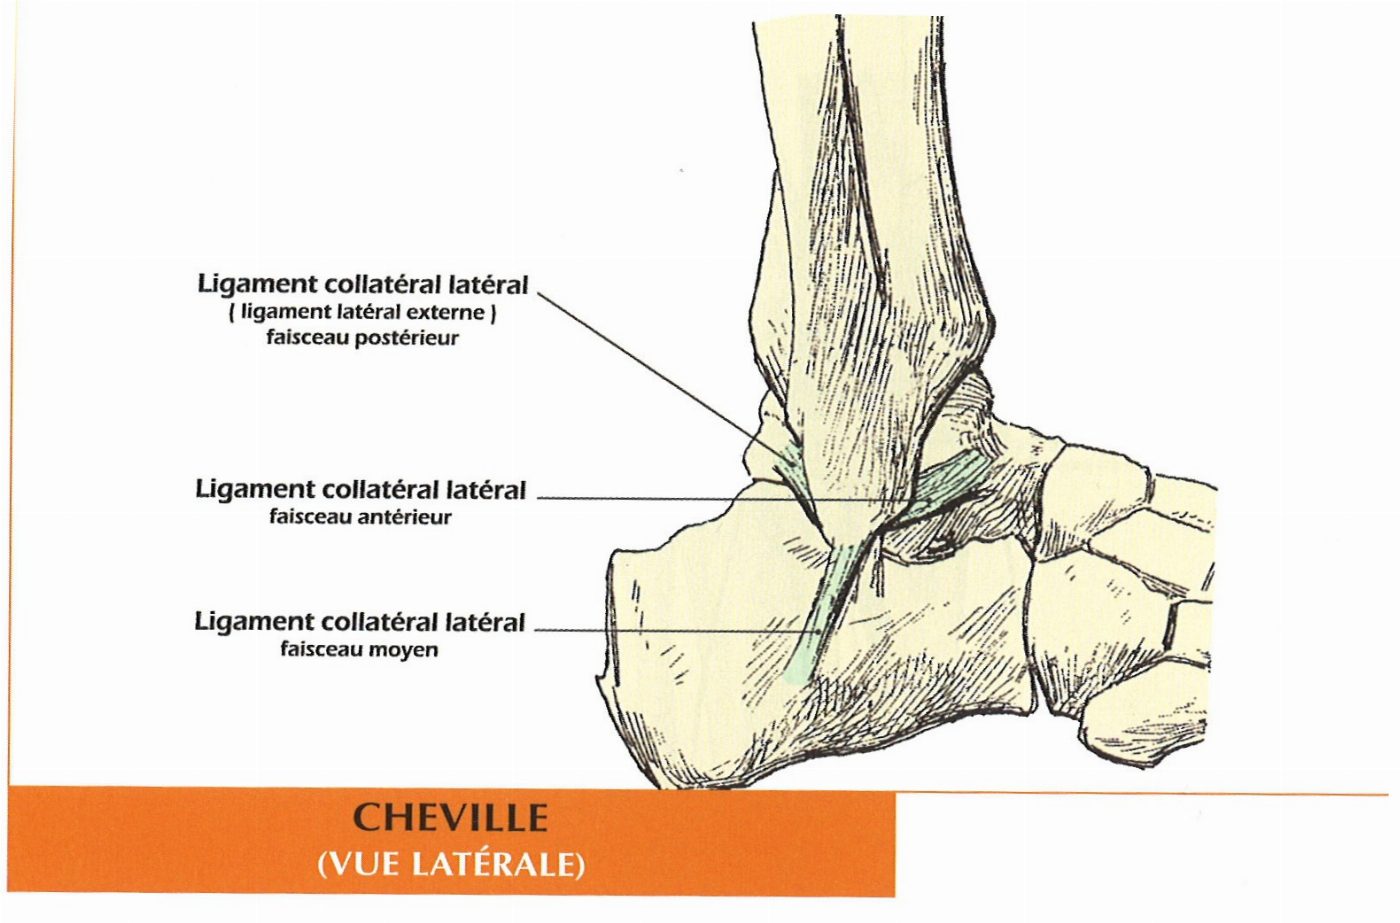 Ligament collatéral latéral
( ligament latéral externe )
faisceau postérieur
Ligament collatéral latéral
faisceau antérieur
Ligament collatéral latéral
faisceau moyen
CHEVILLE
(VUE LATÉRALE)